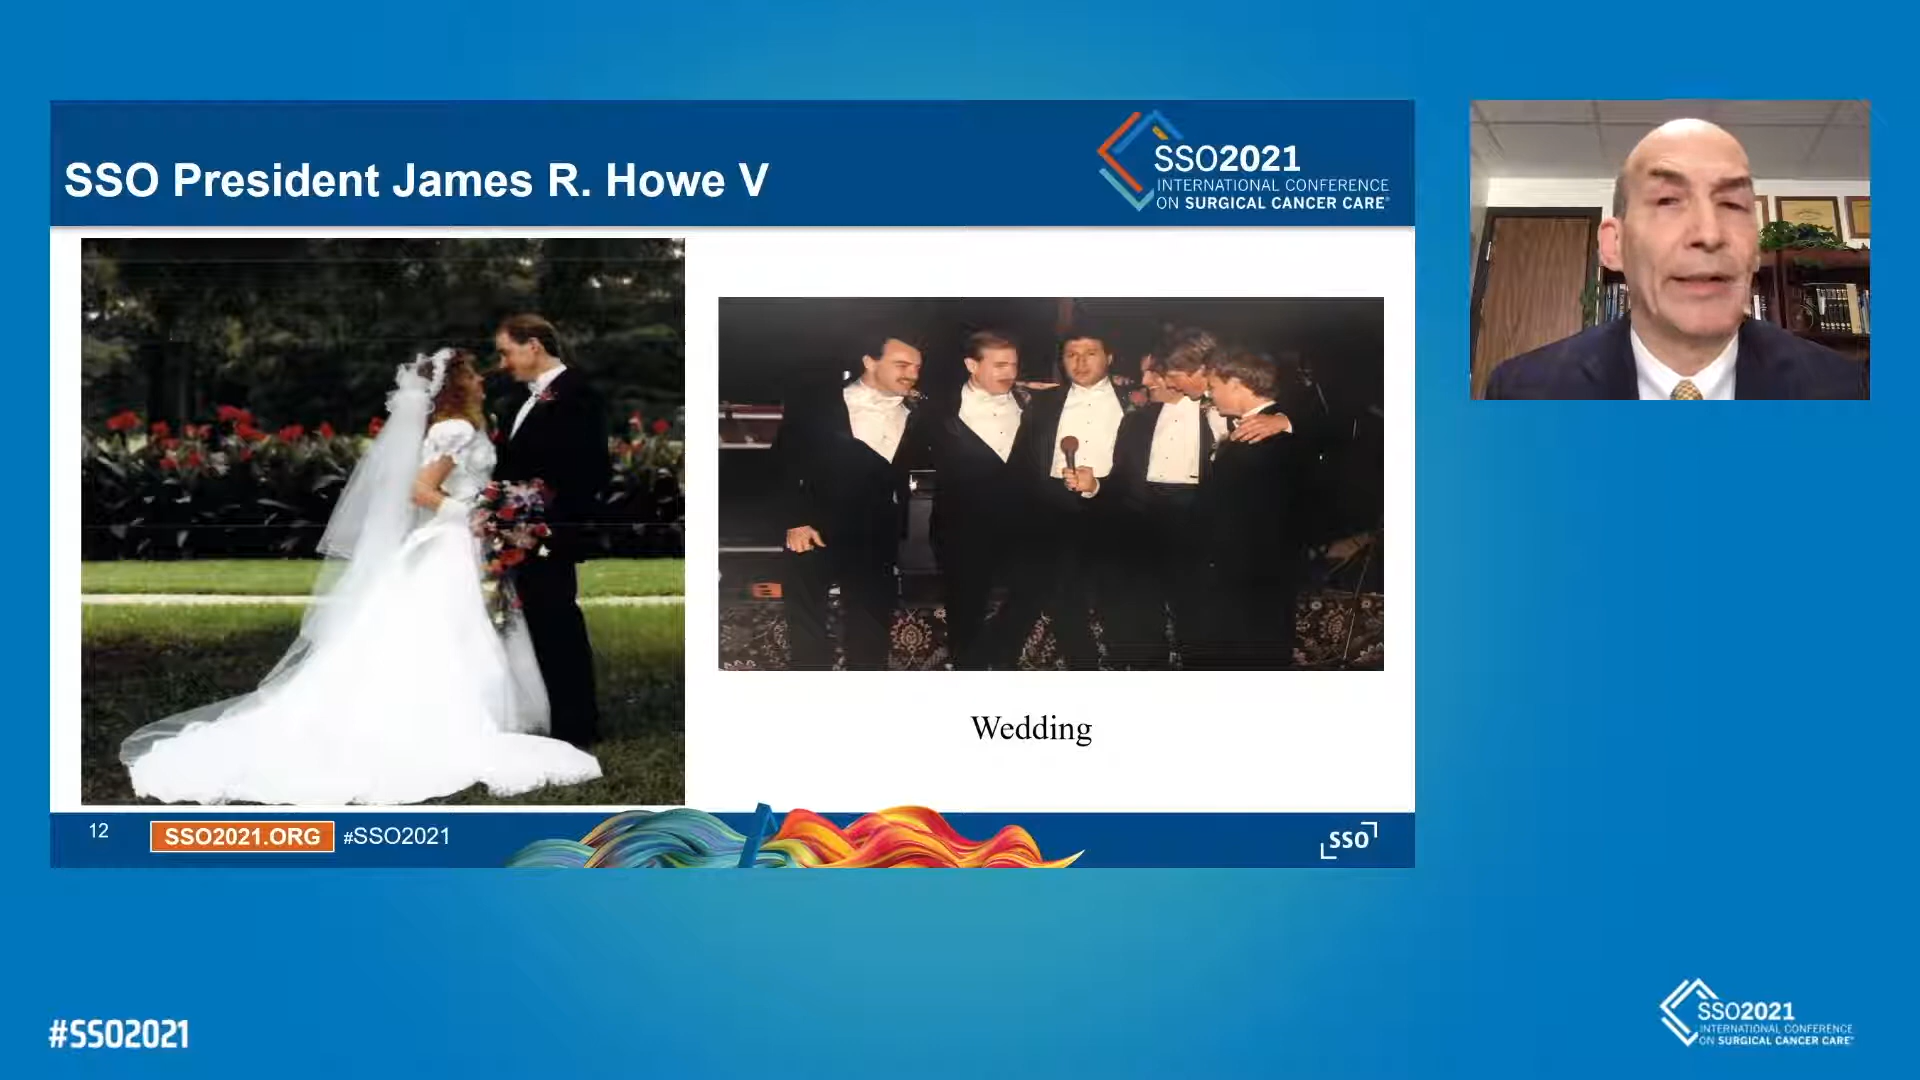 SSO President James R. Howe V
SSO2021
INTERNATIONAL CONFERENCE
ON SURGICAL CANCER CARE®
Wedding
12
SSO2021.ORG
#SSO2021
SSO
#SSO2021
SSO2021
INTERNATIONAL CONFERENCE
ON SURGICAL CANCER CARE®